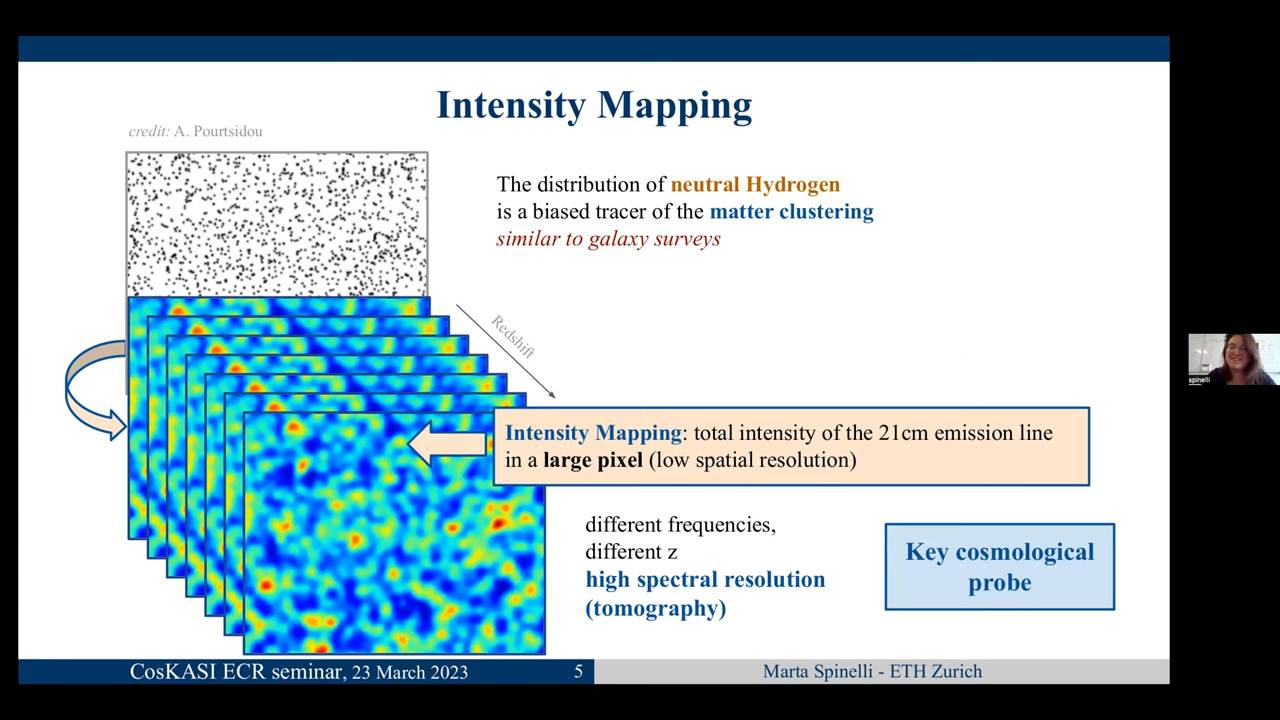 Intensity Mapping
credit: A. Pourtsidou
The distribution of neutral Hydrogen
is a biased tracer of the matter clustering
similar to galaxy surveys
Redshift
Intensity Mapping: total intensity of the 21cm emission line
in a large pixel (low spatial resolution)
different frequencies,
different z
high spectral resolution
(tomography)
Key cosmological
probe
spinelli
CosKASI ECR seminar, 23 March 2023
5
Marta Spinelli - ETH Zurich